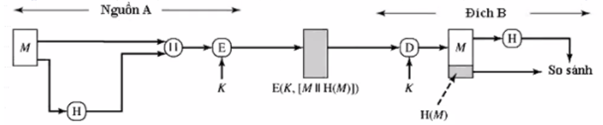 Nguồn A
Đích B
M
||
E
D
M
H
H
K
E(K, [M || H(M)])
K
So sánh
H(M)